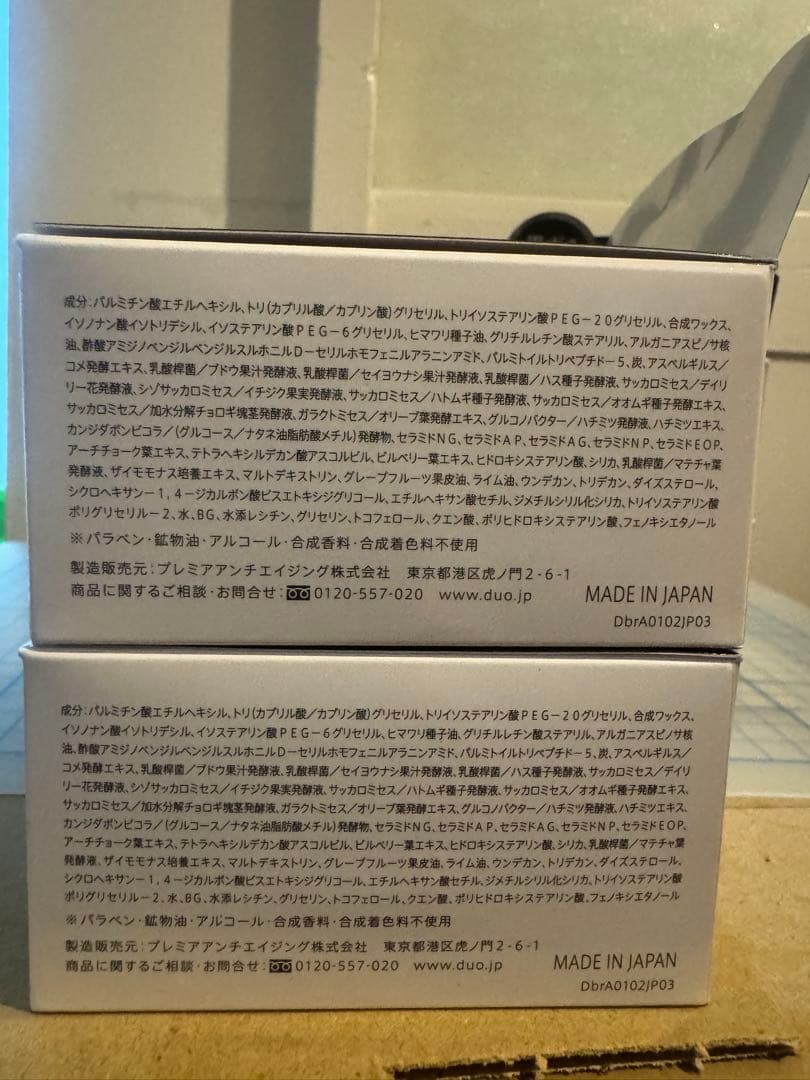 成分:パルミチン酸エチルヘキシル、トリ(カプリル酸/カプリン酸)グリセリル、トリイソステアリン酸PEG-20グリセリル、合成ワックス、
イソノナン酸イソトリデシル、イソステアリン酸PEG-6グリセリル、ヒマワリ種子油、グリチルレチン酸ステアリル、アルガニアスピノサ核
油、酢酸アミジノベンジルベンジルスルホニルD-セリルホモフェニルアラニンアミド、パルミトイルトリペプチド-5、炭、アスペルギルス/
コメ発酵エキス、乳酸桿菌/ブドウ果汁発酵液、乳酸桿菌/セイヨウナシ果汁発酵液、乳酸桿菌/ハス種子発酵液、サッカロミセス/デイリ
リー花発酵液、シゾサッカロミセス/イチジク果実発酵液、サッカロミセス/ハトムギ種子発酵液、サッカロミセス/オオムギ種子発酵エキス、
サッカロミセス/加水分解チョロギ塊茎発酵液、ガラクトミセス/オリーブ葉発酵エキス、グルコノバクター/ハチミツ発酵液、ハチミツエキス、
カンジダボンビコラ/(グルコース/ナタネ油脂肪酸メチル)発酵物、セラミドNG、セラミドAP、セラミドAG、セラミドNP、セラミドEOP、
アーチチョーク葉エキス、テトラヘキシルデカン酸アスコルビル、ビルベリー葉エキス、ヒドロキシステアリン酸、シリカ、乳酸桿菌/マテチャ葉
発酵液、ザイモモナス培養エキス、マルトデキストリン、グレープフルーツ果皮油、ライム油、ウンデカン、トリデカン、ダイズステロール、
シクロヘキサン-1,4-ジカルボン酸ビスエトキシジグリコール、エチルヘキサン酸セチル、ジメチルシリル化シリカ、トリイソステアリン酸
ポリグリセリル-2、水、BG、水添レシチン、グリセリン、トコフェロール、クエン酸、ポリヒドロキシステアリン酸、フェノキシエタノール
※パラベン・鉱物油・アルコール・合成香料・合成着色料不使用
製造販売元:プレミアアンチエイジング株式会社 東京都港区虎ノ門2-6-1
商品に関するご相談・お問合せ:0120-557-020 www.duo.jp MADE IN JAPAN
DbrA0102JP03
成分:パルミチン酸エチルヘキシル、トリ(カプリル酸/カプリン酸)グリセリル、トリイソステアリン酸PEG-20グリセリル、合成ワックス、
イソノナン酸イソトリデシル、イソステアリン酸PEG-6グリセリル、ヒマワリ種子油、グリチルレチン酸ステアリル、アルガニアスピノサ核
油、酢酸アミジノベンジルベンジルスルホニルD-セリルホモフェニルアラニンアミド、パルミトイルトリペプチド-5、炭、アスペルギルス/
コメ発酵エキス、乳酸桿菌/ブドウ果汁発酵液、乳酸桿菌/セイヨウナシ果汁発酵液、乳酸桿菌/ハス種子発酵液、サッカロミセス/デイリ
リー花発酵液、シゾサッカロミセス/イチジク果実発酵液、サッカロミセス/ハトムギ種子発酵液、サッカロミセス/オオムギ種子発酵エキス、
サッカロミセス/加水分解チョロギ塊茎発酵液、ガラクトミセス/オリーブ葉発酵エキス、グルコノバクター/ハチミツ発酵液、ハチミツエキス、
カンジダボンビコラ/(グルコース/ナタネ油脂肪酸メチル)発酵物、セラミドNG、セラミドAP、セラミドAG、セラミドNP、セラミドEOP、
アーチチョーク葉エキス、テトラヘキシルデカン酸アスコルビル、ビルベリー葉エキス、ヒドロキシステアリン酸、シリカ、乳酸桿菌/マテチャ葉
発酵液、ザイモモナス培養エキス、マルトデキストリン、グレープフルーツ果皮油、ライム油、ウンデカン、トリデカン、ダイズステロール、
シクロヘキサン-1,4-ジカルボン酸ビスエトキシジグリコール、エチルヘキサン酸セチル、ジメチルシリル化シリカ、トリイソステアリン酸
ポリグリセリル-2、水、BG、水添レシチン、グリセリン、トコフェロール、クエン酸、ポリヒドロキシステアリン酸、フェノキシエタノール
※パラベン・鉱物油・アルコール・合成香料・合成着色料不使用
製造販売元:プレミアアンチエイジング株式会社 東京都港区虎ノ門2-6-1
商品に関するご相談・お問合せ:0120-557-020 www.duo.jp MADE IN JAPAN
DbrA0102JP03